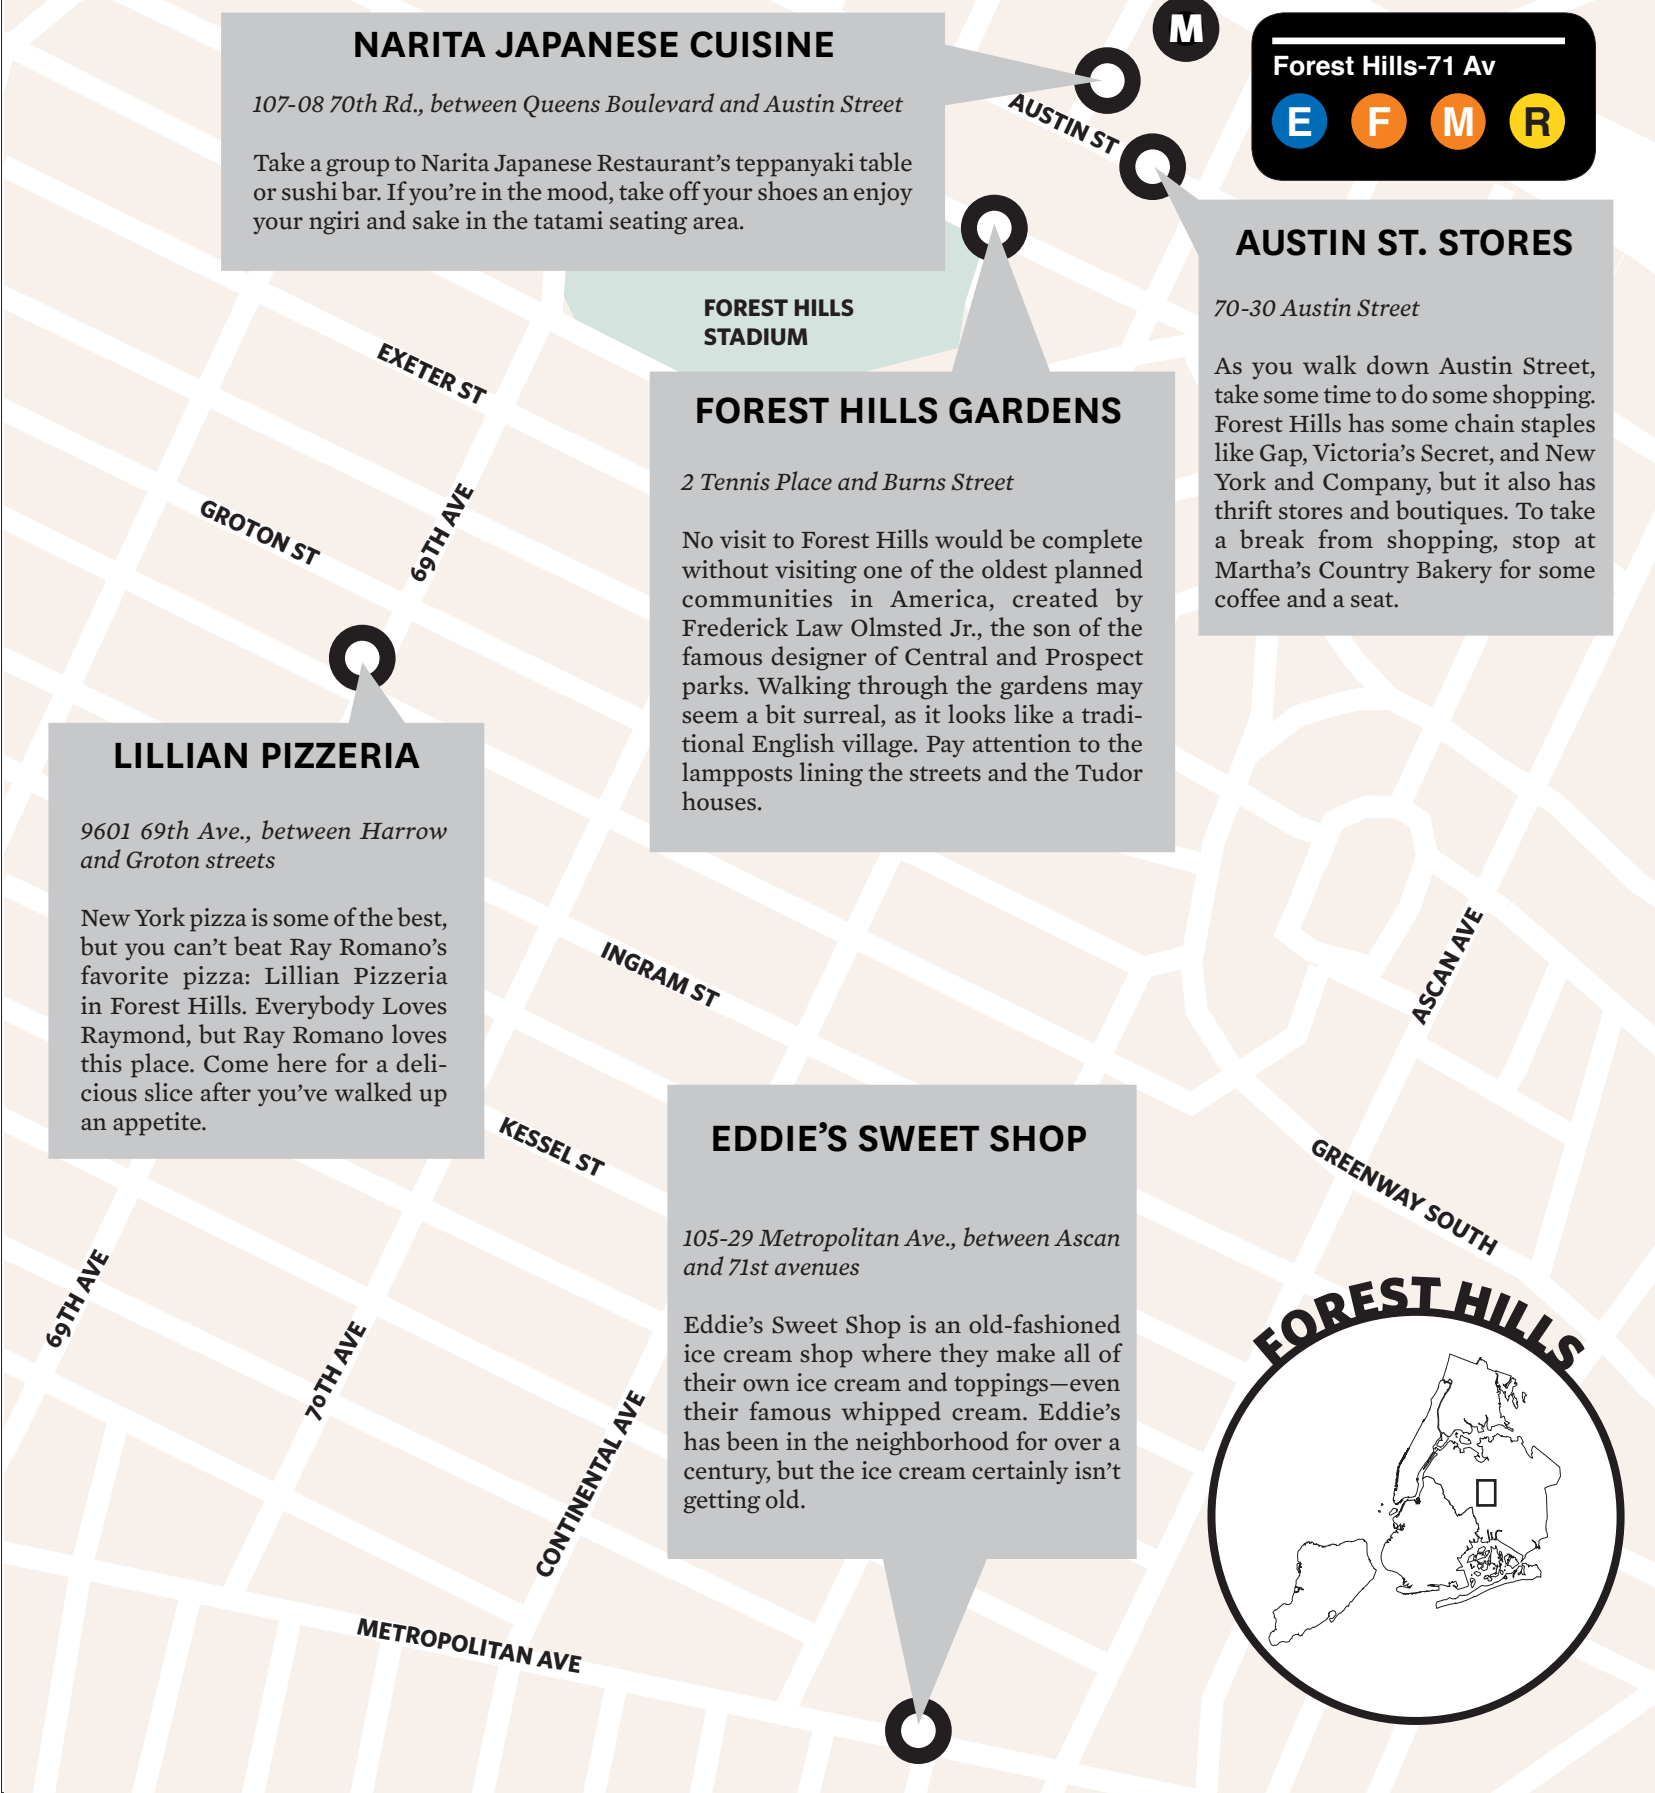 NARITA JAPANESE CUISINE
107-08 70th Rd., between Queens Boulevard and Austin Street
Take a group to Narita Japanese Restaurant’s teppanyaki table
or sushi bar. If you’re in the mood, take off your shoes an enjoy
your ngiri and sake in the tatami seating area.
M
Forest Hills-71 Av
E F M R
AUSTIN ST
AUSTIN ST. STORES
70-30 Austin Street
As you walk down Austin Street,
take some time to do some shopping.
Forest Hills has some chain staples
like Gap, Victoria’s Secret, and New
York and Company, but it also has
thrift stores and boutiques. To take
a break from shopping, stop at
Martha’s Country Bakery for some
coffee and a seat.
FOREST HILLS
STADIUM
EXETER ST
GROTON ST
69TH AVE
FOREST HILLS GARDENS
2 Tennis Place and Burns Street
No visit to Forest Hills would be complete
without visiting one of the oldest planned
communities in America, created by
Frederick Law Olmsted Jr., the son of the
famous designer of Central and Prospect
parks. Walking through the gardens may
seem a bit surreal, as it looks like a tradi-
tional English village. Pay attention to the
lampposts lining the streets and the Tudor
houses.
LILLIAN PIZZERIA
9601 69th Ave., between Harrow
and Groton streets
New York pizza is some of the best,
but you can’t beat Ray Romano’s
favorite pizza: Lillian Pizzeria
in Forest Hills. Everybody Loves
Raymond, but Ray Romano loves
this place. Come here for a deli-
cious slice after you’ve walked up
an appetite.
INGRAM ST
ASCAN AVE
KESSEL ST
GREENWAY SOUTH
EDDIE’S SWEET SHOP
105-29 Metropolitan Ave., between Ascan
and 71st avenues
Eddie’s Sweet Shop is an old-fashioned
ice cream shop where they make all of
their own ice cream and toppings—even
their famous whipped cream. Eddie’s
has been in the neighborhood for over a
century, but the ice cream certainly isn’t
getting old.
69TH AVE
70TH AVE
CONTINENTAL AVE
METROPOLITAN AVE
FOREST HILLS